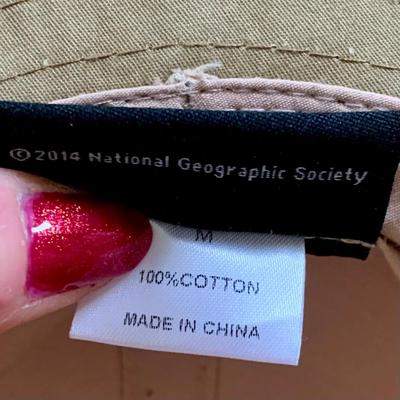 ©2014 National Geographic Society
M
100%COTTON
MADE IN CHINA